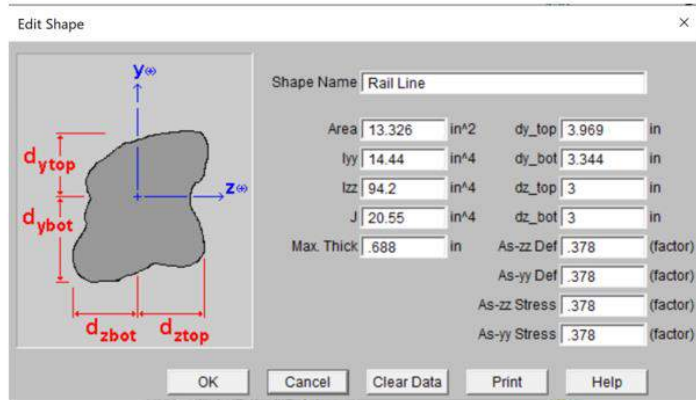 Edit Shape ×
y(+)
dytop
z(+)
dybot
dzbot dztop
Shape Name Rail Line
Area 13.326 in^2 dy_top 3.969 in
Iyy 14.44 in^4 dy_bot 3.344 in
Izz 94.2 in^4 dz_top 3 in
J 20.55 in^4 dz_bot 3 in
Max. Thick .688 in As-zz Def .378 (factor)
As-yy Def .378 (factor)
As-zz Stress .378 (factor)
As-yy Stress .378 (factor)
OK Cancel Clear Data Print Help